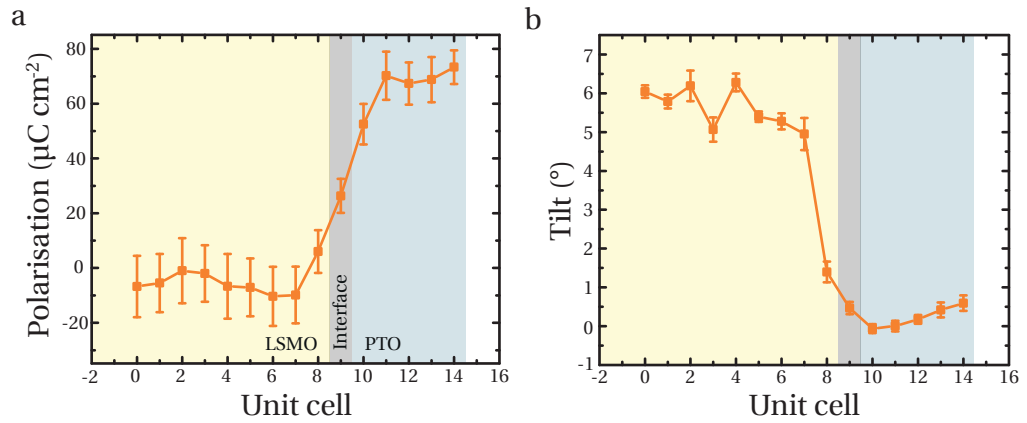 a
Polarisation (µC cm-2)
80
60
40
20
0
-20
LSMO
Interface
PTO
-2 0 2 4 6 8 10 12 14 16
Unit cell
b
Tilt (°)
7
6
5
4
3
2
1
0
-1
-2 0 2 4 6 8 10 12 14 16
Unit cell